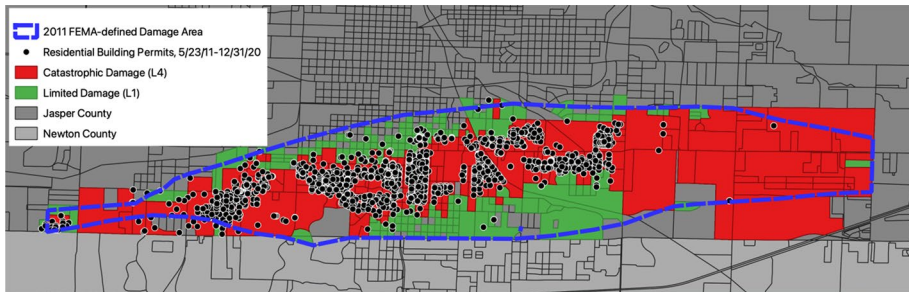 2011 FEMA-defined Damage Area
Residential Building Permits, 5/23/11-12/31/20
Catastrophic Damage (L4)
Limited Damage (L1)
Jasper County
Newton County